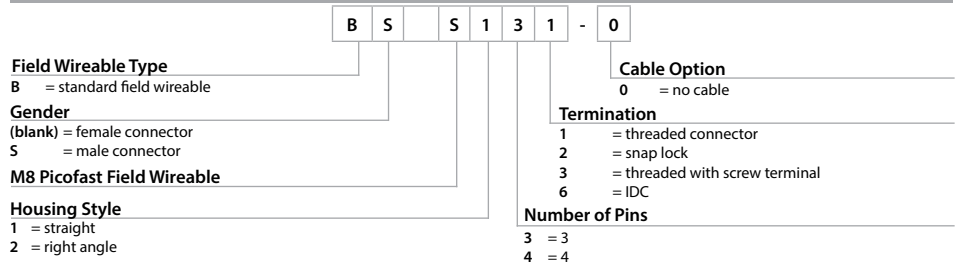 B S S 1 3 1 - 0
Field Wireable Type
B = standard field wireable
Gender
(blank) = female connector
S = male connector
M8 Picofast Field Wireable
Housing Style
1 = straight
2 = right angle
Cable Option
0 = no cable
Termination
1 = threaded connector
2 = snap lock
3 = threaded with screw terminal
6 = IDC
Number of Pins
3 = 3
4 = 4